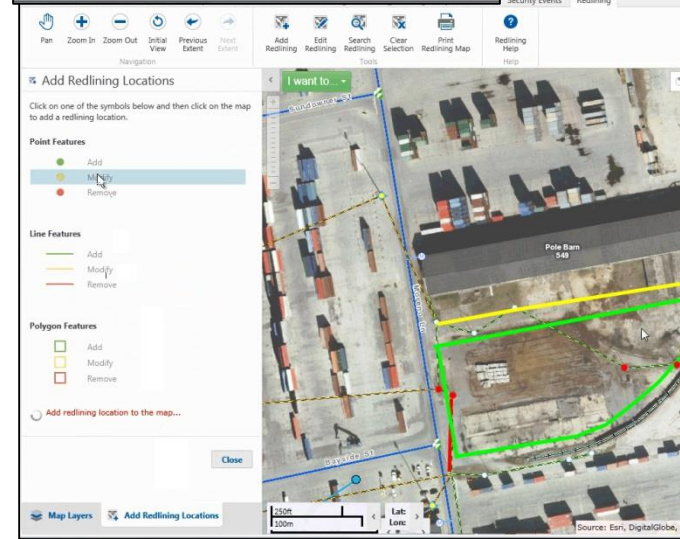 Security Events Redlining
Pan Zoom In Zoom Out Initial View Previous Extent Next Extent Add Redlining Edit Redlining Search Redlining Clear Selection Print Redlining Map Redlining Help
Navigation Tools Help
Add Redlining Locations
I want to...
Click on one of the symbols below and then click on the map
to add a redlining location.
Sundowner St
Point Features
Add
Modify
Remove
Line Features
Add
Modify
Remove
Pole Barn
549
Polygon Features
Add
Modify
Remove
Add redlining location to the map...
Bayside St
Close
Map Layers Add Redlining Locations
250ft
100m
Lat:
Lon:
Source: Esri, DigitalGlobe,